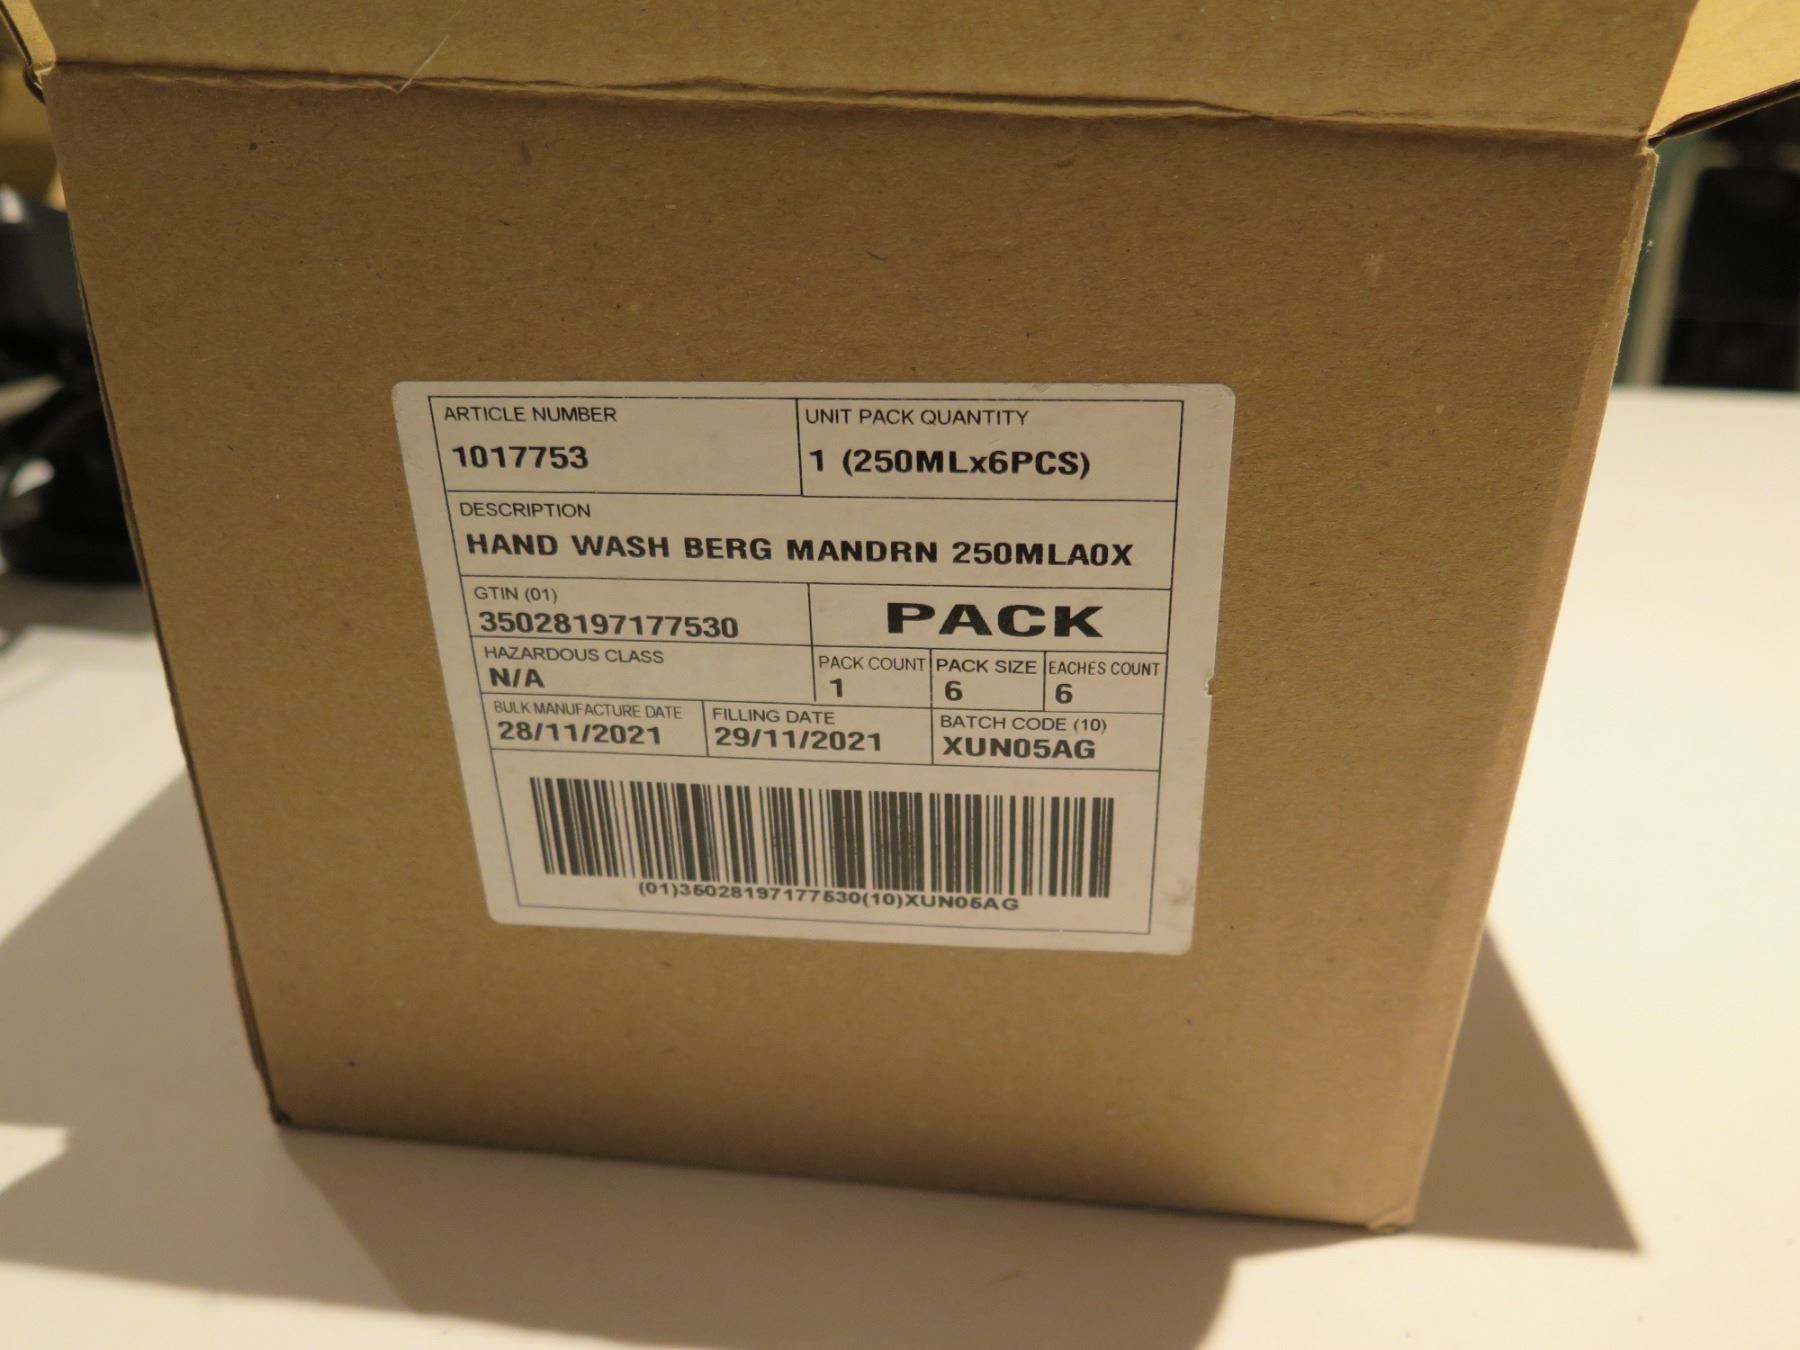 ARTICLE NUMBER
1017753
UNIT PACK QUANTITY
1 (250MLx6PCS)
DESCRIPTION
HAND WASH BERG MANDRN 250MLA0X
GTIN (01)
35028197177530
PACK
HAZARDOUS CLASS
N/A
PACK COUNT
1
PACK SIZE
6
EACHES COUNT
6
BULK MANUFACTURE DATE
28/11/2021
FILLING DATE
29/11/2021
BATCH CODE (10)
XUN05AG
(01)35028197177530(10)XUN05AG